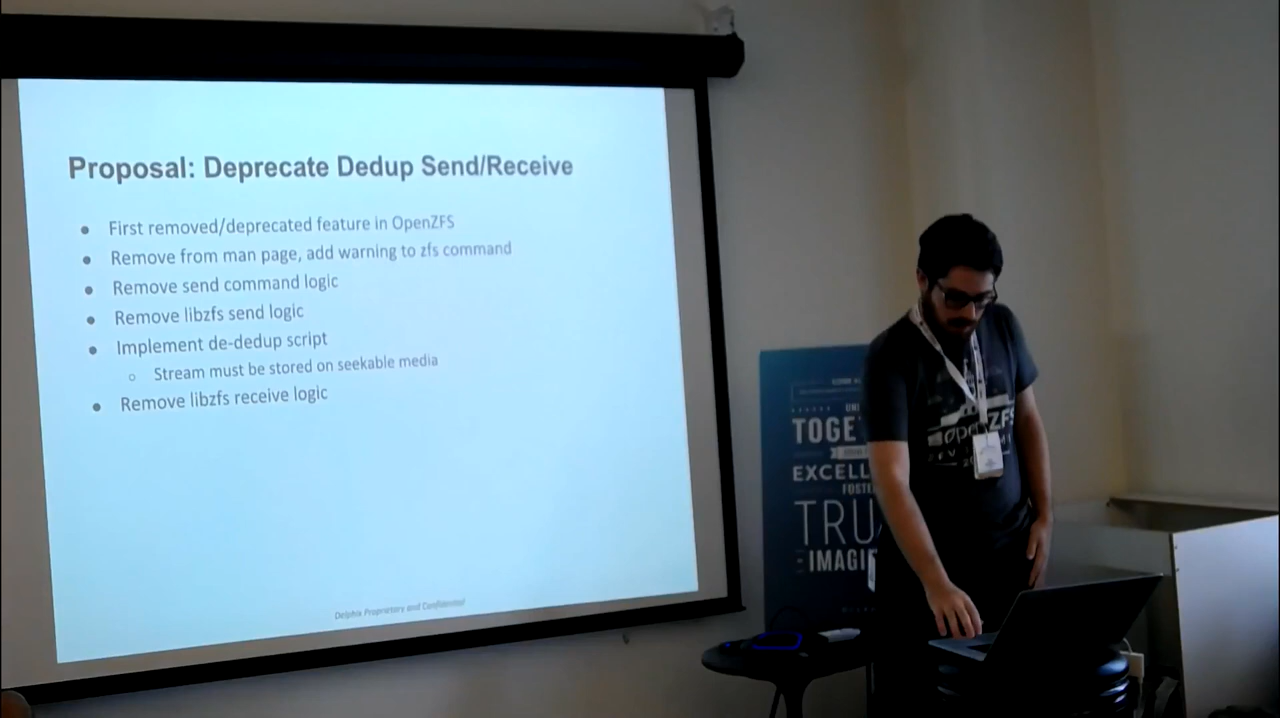 Proposal: Deprecate Dedup Send/Receive
● First removed/deprecated feature in OpenZFS
● Remove from man page, add warning to zfs command
● Remove send command logic
● Remove libzfs send logic
● Implement de-dedup script
○ Stream must be stored on seekable media
● Remove libzfs receive logic
Delphix Proprietary and Confidential
TOGE
EXCELL
FOSTE
TRU
IMAGI
OpenZFS